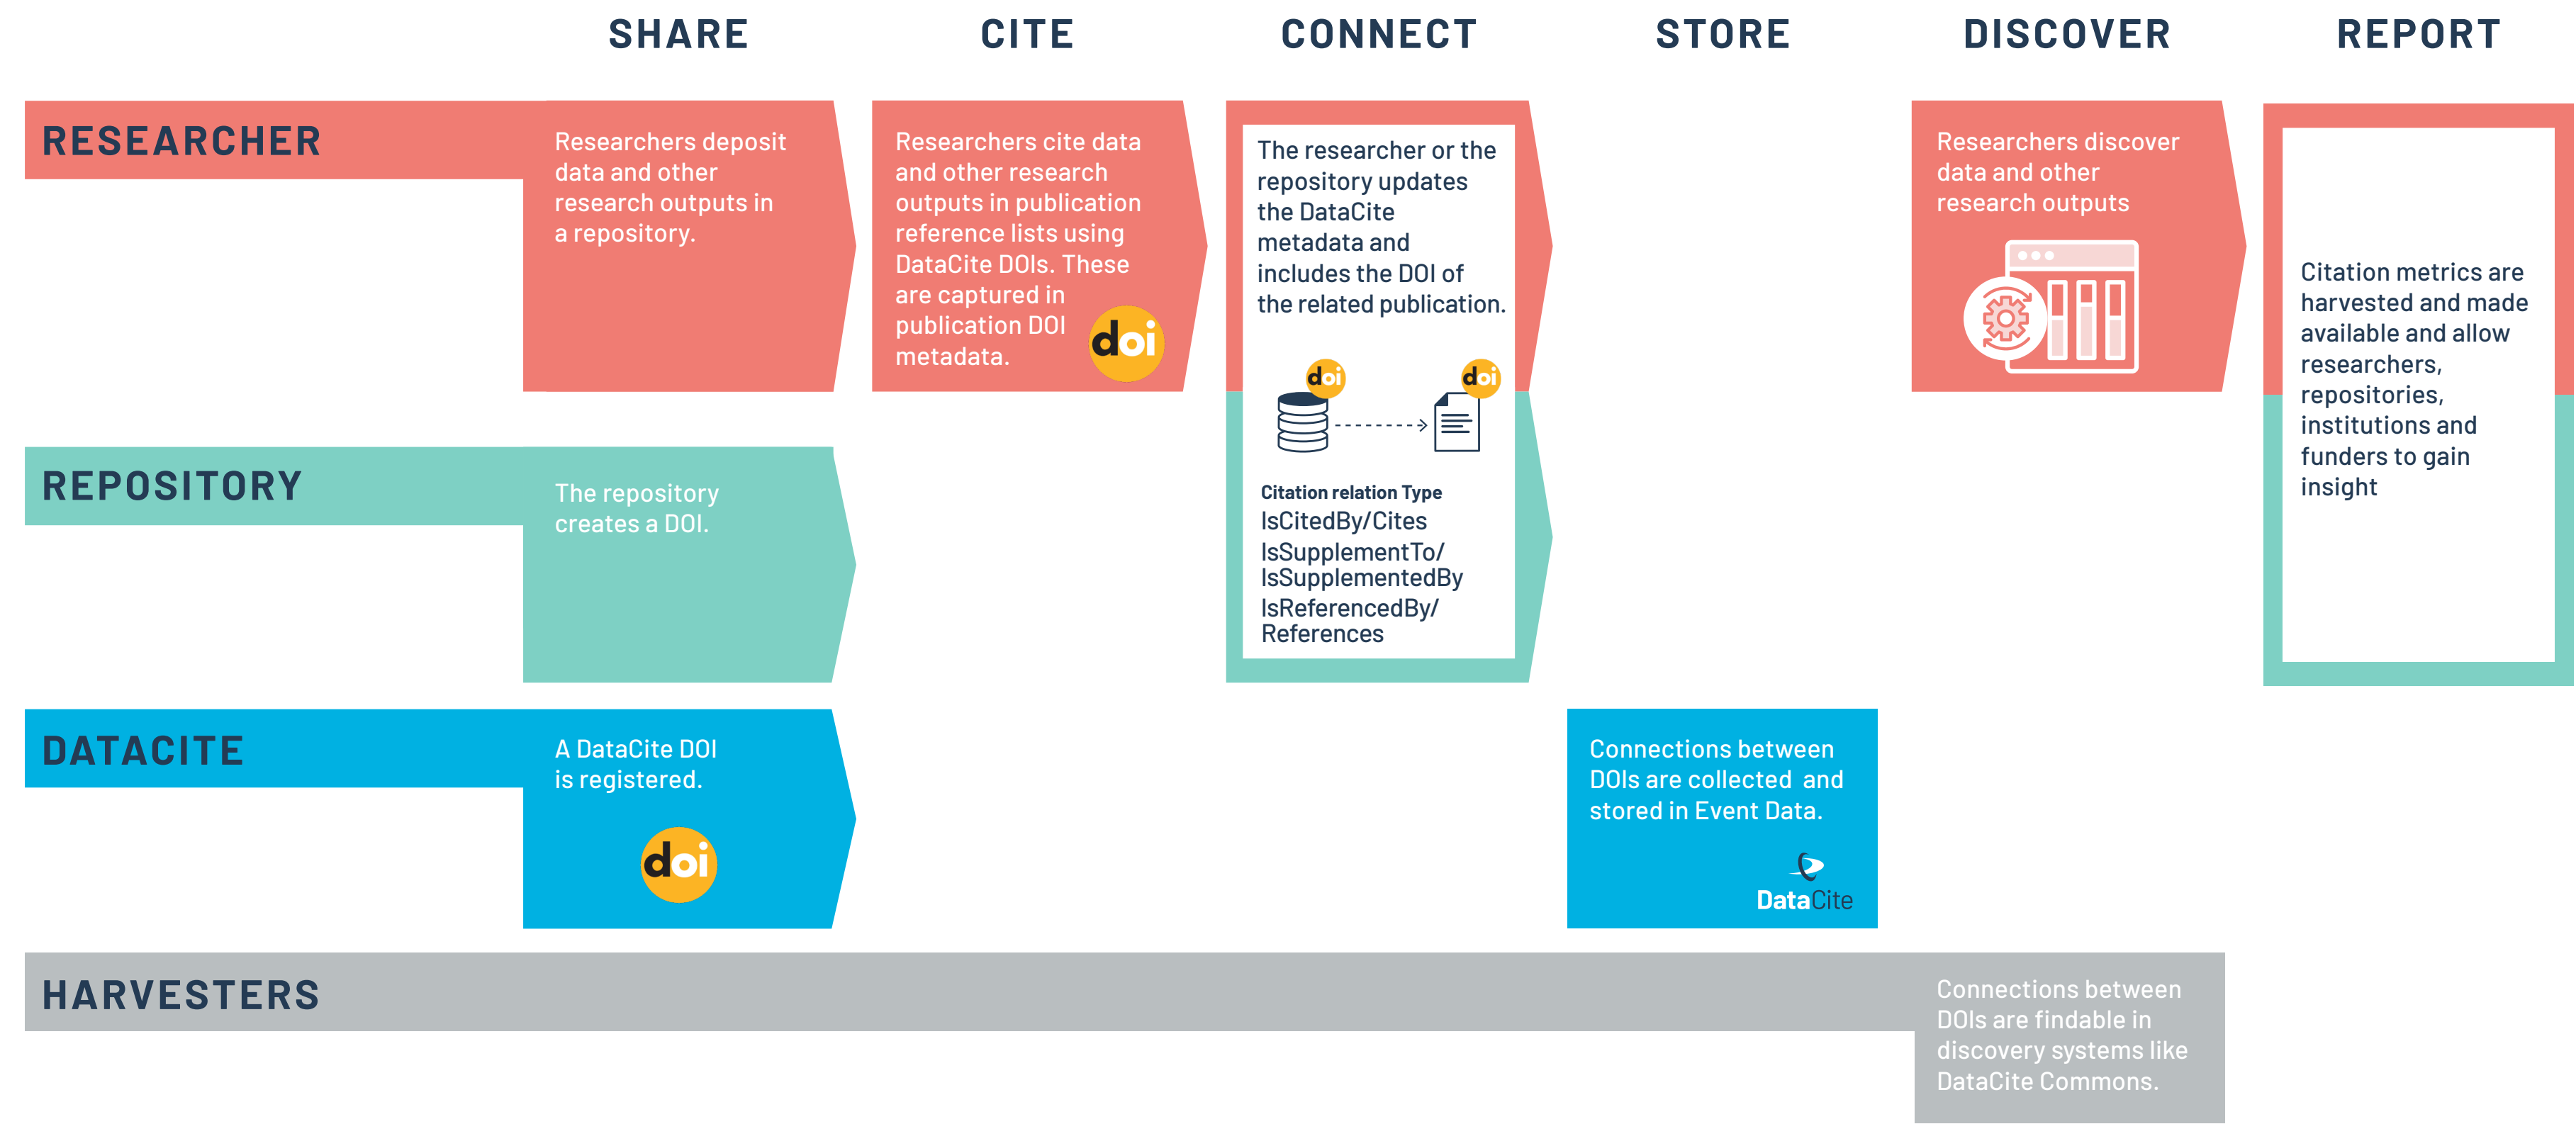 SHARE
CITE
CONNECT
STORE
DISCOVER
REPORT
RESEARCHER
Researchers deposit
data and other
research outputs in
a repository.
Researchers cite data
and other research
outputs in publication
reference lists using
DataCite DOIs. These
are captured in
publication DOI
metadata.
doi
The researcher or the
repository updates
the DataCite
metadata and
includes the DOI of
the related publication.
doi
doi
Citation relation Type
IsCitedBy/Cites
IsSupplementTo/
IsSupplementedBy
IsReferencedBy/
References
Researchers discover
data and other
research outputs
Citation metrics are
harvested and made
available and allow
researchers,
repositories,
institutions and
funders to gain
insight
REPOSITORY
The repository
creates a DOI.
DATACITE
A DataCite DOI
is registered.
doi
Connections between
DOIs are collected  and
stored in Event Data.
DataCite
HARVESTERS
Connections between
DOIs are findable in
discovery systems like
DataCite Commons.